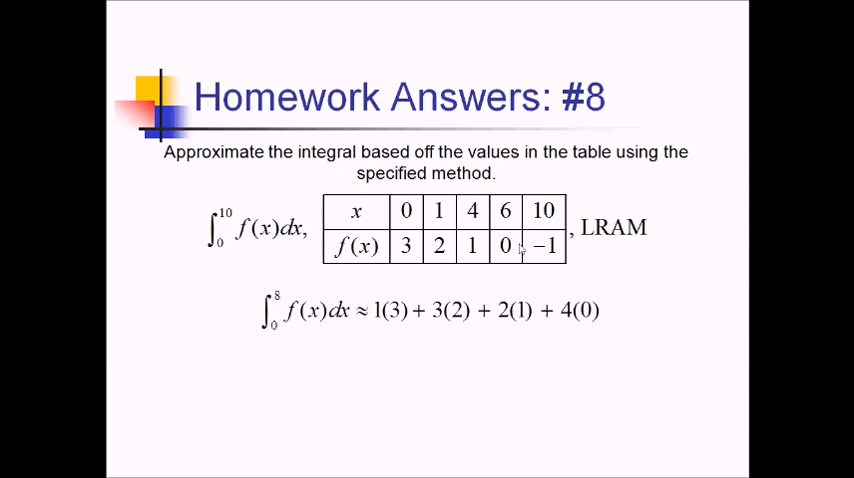 Homework Answers: #8
Approximate the integral based off the values in the table using the
specified method.
∫₀¹⁰ f(x)dx, x 0 1 4 6 10 , LRAM
f(x) 3 2 1 0 −1
∫₀⁸ f(x)dx ≈ 1(3) + 3(2) + 2(1) + 4(0)